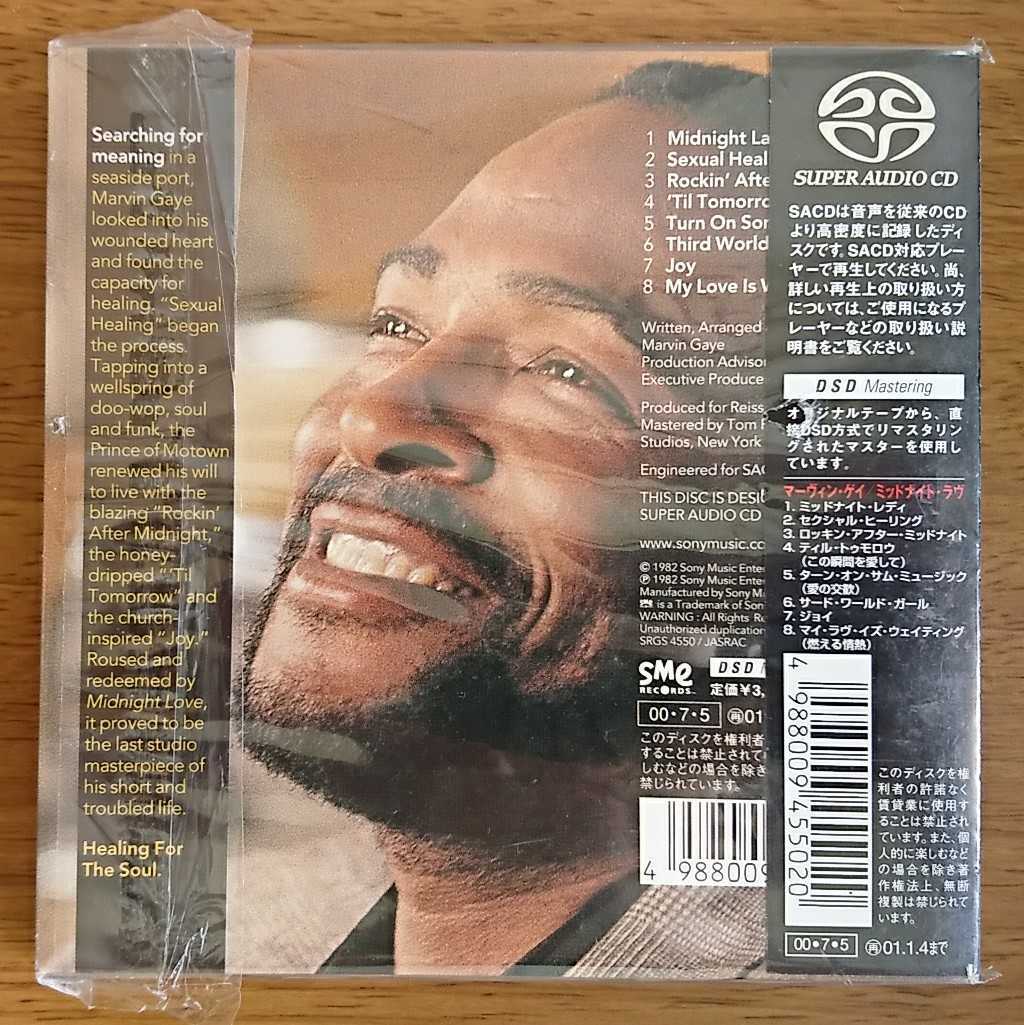 Searching for
meaning in a
seaside port,
Marvin Gaye
looked into his
wounded heart
and found the
capacity for
healing. "Sexual
Healing" began
the process.
Tapping into a
wellspring of
doo-wop, soul
and funk, the
Prince of Motown
renewed his will
to live with the
blazing "Rockin'
After Midnight,"
the honey-
dripped "'Til
Tomorrow" and
the church-
inspired "Joy."
Roused and
redeemed by
Midnight Love,
it proved to be
the last studio
masterpiece of
his short and
troubled life.
Healing For
The Soul.
1 Midnight La
2 Sexual Heal
3 Rockin' Afte
4 'Til Tomorro
5 Turn On Som
6 Third World
7 Joy
8 My Love Is W
Written, Arranged
Marvin Gaye
Production Advisor
Executive Produce
Produced for Reiss
Mastered by Tom
Studios, New York
Engineered for SAC
THIS DISC IS DESIG
SUPER AUDIO CD
www.sonymusic.co
© 1982 Sony Music Enter
℗ 1982 Sony Music Enter
Manufactured by Sony M
is a Trademark of Son
WARNING : All Rights Re
Unauthorized duplication
SRGS 4550 / JASRAC
sme
RECORDS
DSD
定価¥3,
00・7・5 再01
このディスクを権利者
することは禁止されて
しむなどの場合を除き
禁じられています。
4 988009
SUPER AUDIO CD
SACDは音声を従来のCD
より高密度に記録したディ
スクです。SACD対応プレー
ヤーで再生してください。尚、
詳しい再生上の取り扱い方
については、ご使用になるプ
レーヤーなどの取り扱い説
明書をご覧ください。
DSD Mastering
オリジナルテープから、直
接DSD方式でリマスタリン
グされたマスターを使用し
ています。
マーヴィン・ゲイ/ミッドナイト・ラヴ
1. ミッドナイト・レディ
2. セクシャル・ヒーリング
3. ロッキン・アフター・ミッドナイト
4. ティル・トゥモロウ
(この瞬間を愛して)
5. ターン・オン・サム・ミュージック
(愛の交歓)
6. サード・ワールド・ガール
7. ジョイ
8. マイ・ラヴ・イズ・ウェイティング
(燃える情熱)
4 988009 455020
このディスクを権
利者の許諾なく
賃貸業に使用す
ることは禁止され
ています。また、個
人的に楽しむなど
の場合を除き著
作権法上、無断
複製は禁じられて
います。
00・7・5 再01.1.4まで